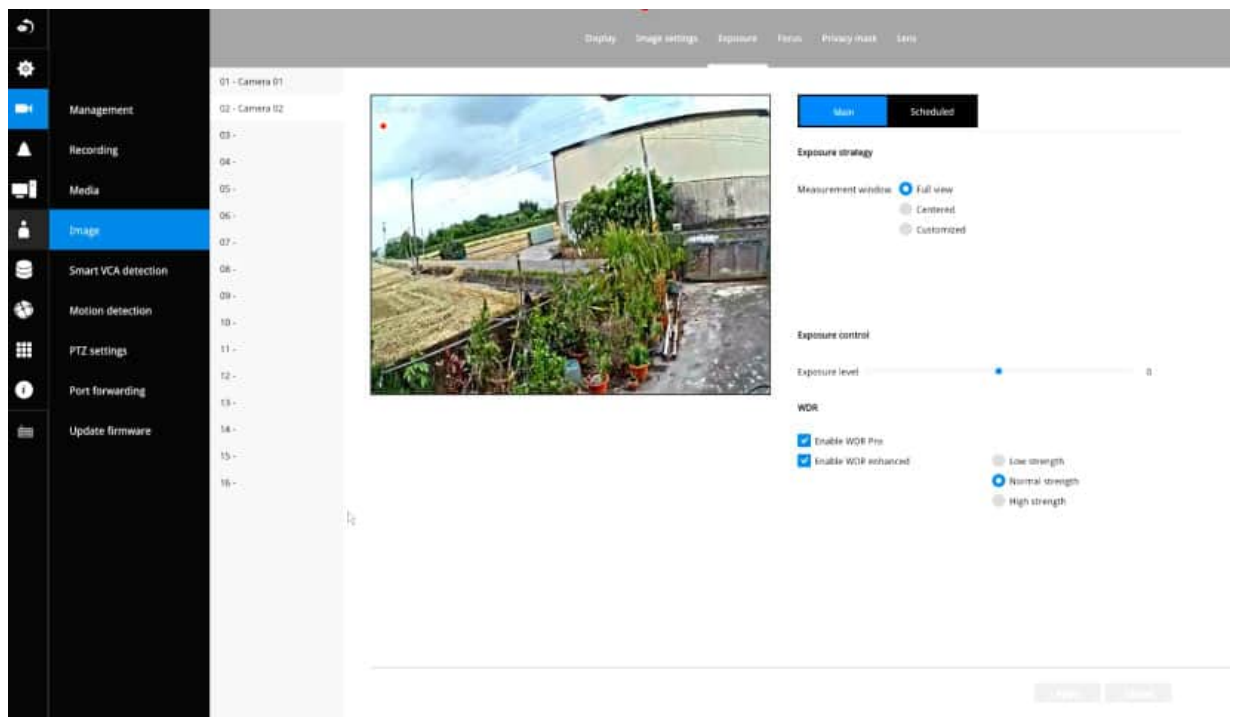 Display Image settings Exposure Focus Privacy mask Lens
Management
Recording
Media
Image
Smart VCA detection
Motion detection
PTZ settings
Port forwarding
Update firmware
01 - Camera 01
02 - Camera 02
03 -
04 -
05 -
06 -
07 -
08 -
09 -
10 -
11 -
12 -
13 -
14 -
15 -
16 -
Main Scheduled
Exposure strategy
Measurement window Full view
Centered
Customized
Exposure control
Exposure level 0
WDR
Enable WDR Pro
Enable WDR enhanced Low strength
Normal strength
High strength